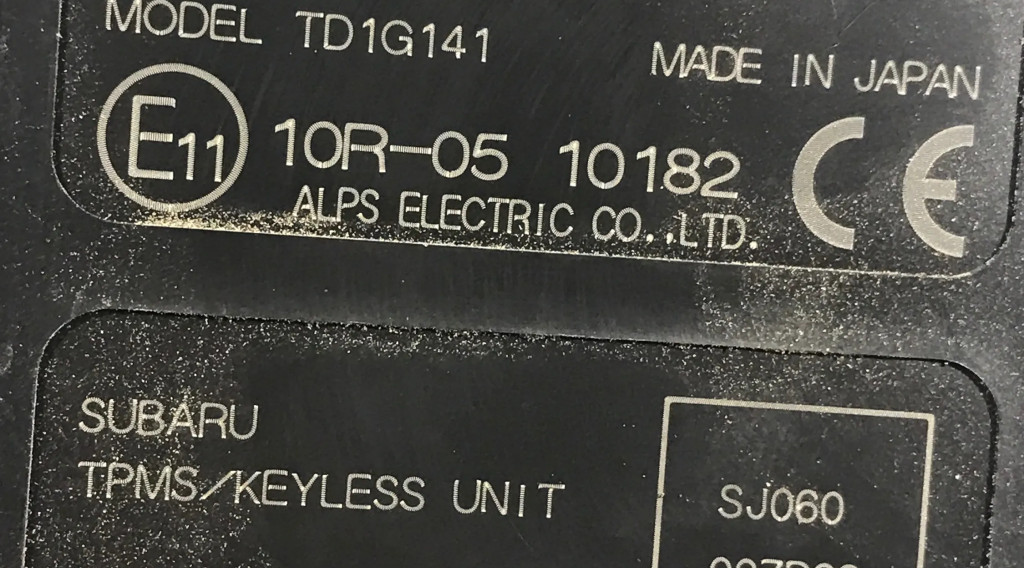 MODEL TD1G141
MADE IN JAPAN
E11 10R-05 10182 CE
ALPS ELECTRIC CO.,LTD.
SUBARU
TPMS/KEYLESS UNIT
SJ060